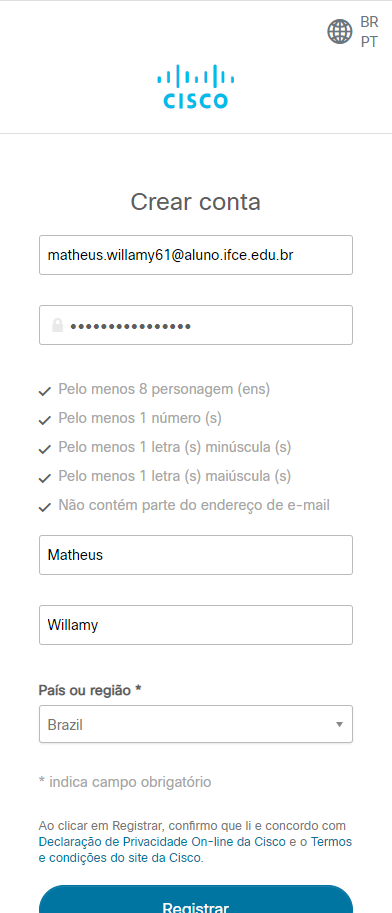 BR
PT
CISCO
Crear conta
matheus.willamy61@aluno.ifce.edu.br
••••••••••••••••
Pelo menos 8 personagem (ens)
Pelo menos 1 número (s)
Pelo menos 1 letra (s) minúscula (s)
Pelo menos 1 letra (s) maiúscula (s)
Não contém parte do endereço de e-mail
Matheus
Willamy
País ou região *
Brazil
* indica campo obrigatório
Ao clicar em Registrar, confirmo que li e concordo com
Declaração de Privacidade On-line da Cisco e o Termos
e condições do site da Cisco.
Registrar